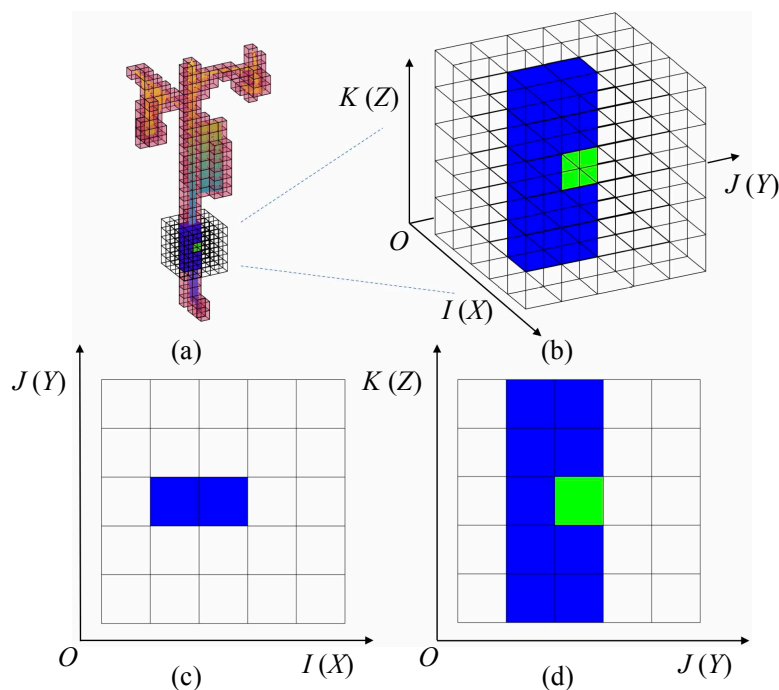 K (Z)
J (Y)
O
I (X)
(a)
(b)
J (Y)
K (Z)
O
I (X)
O
J (Y)
(c)
(d)